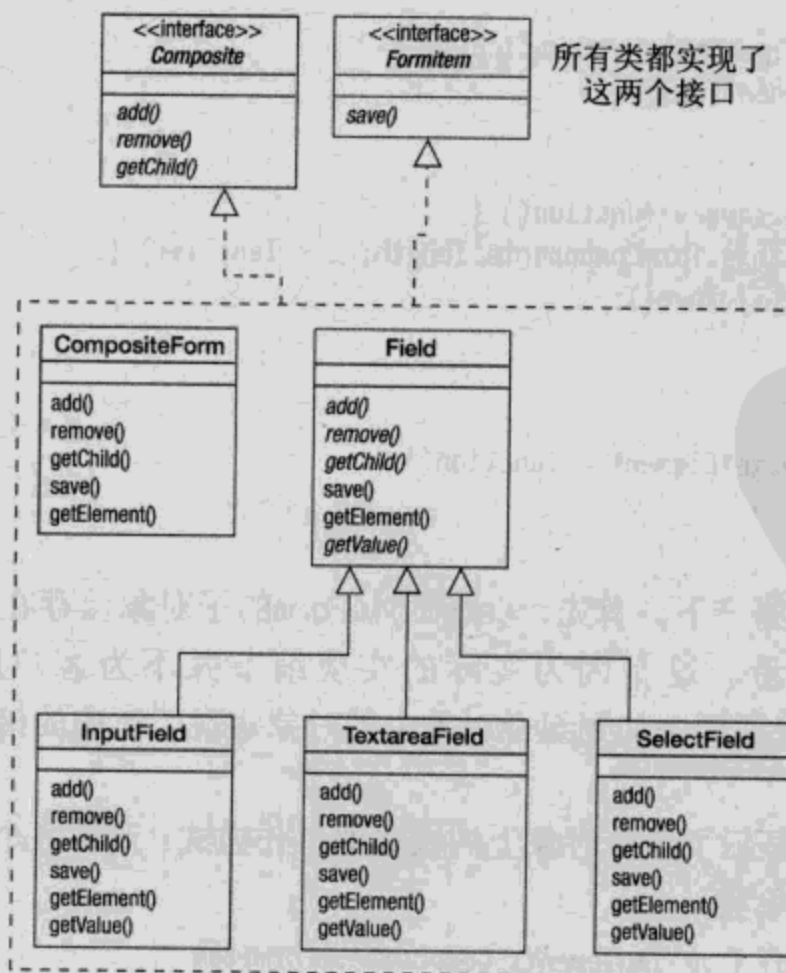 <<interface>>
Composite
add()
remove()
getChild()
<<interface>>
Formitem
save()
所有类都实现了
这两个接口
CompositeForm
add()
remove()
getChild()
save()
getElement()
Field
add()
remove()
getChild()
save()
getElement()
getValue()
InputField
add()
remove()
getChild()
save()
getElement()
getValue()
TextareaField
add()
remove()
getChild()
save()
getElement()
getValue()
SelectField
add()
remove()
getChild()
save()
getElement()
getValue()